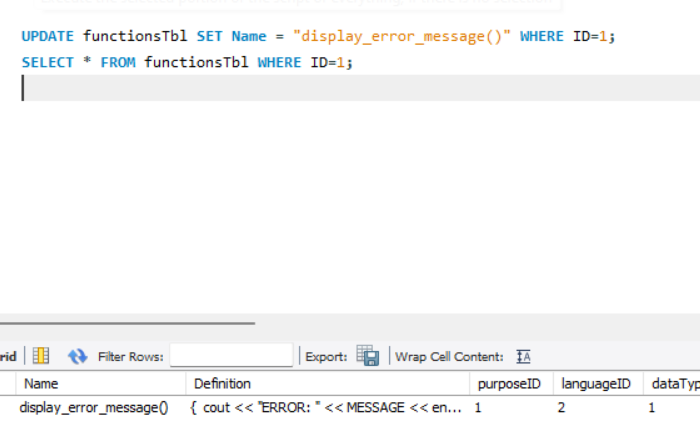 UPDATE functionsTbl SET Name = "display_error_message()" WHERE ID=1;
SELECT * FROM functionsTbl WHERE ID=1;
rid Filter Rows: Export: Wrap Cell Content: IA
Name Definition purposeID languageID dataTyp
display_error_message() { cout << "ERROR: " << MESSAGE << en... 1 2 1